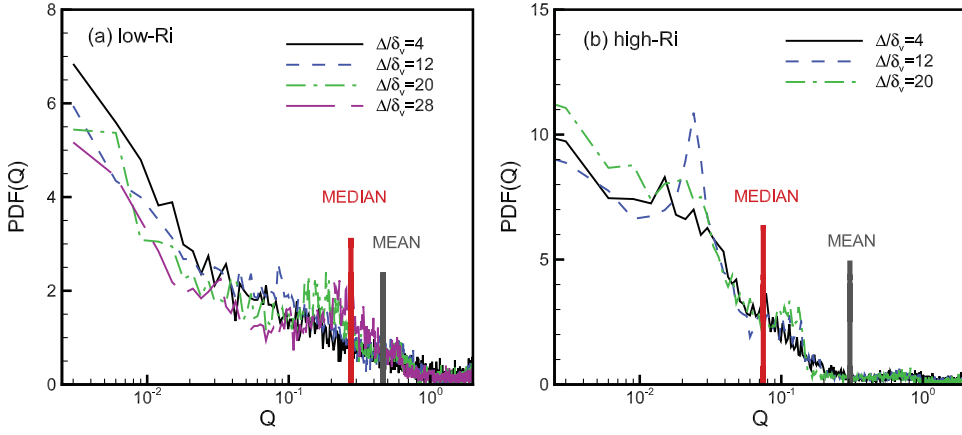 (a) low-Ri
Δ/δᵥ=4
Δ/δᵥ=12
Δ/δᵥ=20
Δ/δᵥ=28
MEDIAN
MEAN
PDF(Q)
8
6
4
2
0
10⁻²
10⁻¹
10⁰
Q
(b) high-Ri
Δ/δᵥ=4
Δ/δᵥ=12
Δ/δᵥ=20
MEDIAN
MEAN
PDF(Q)
15
10
5
0
10⁻²
10⁻¹
10⁰
Q